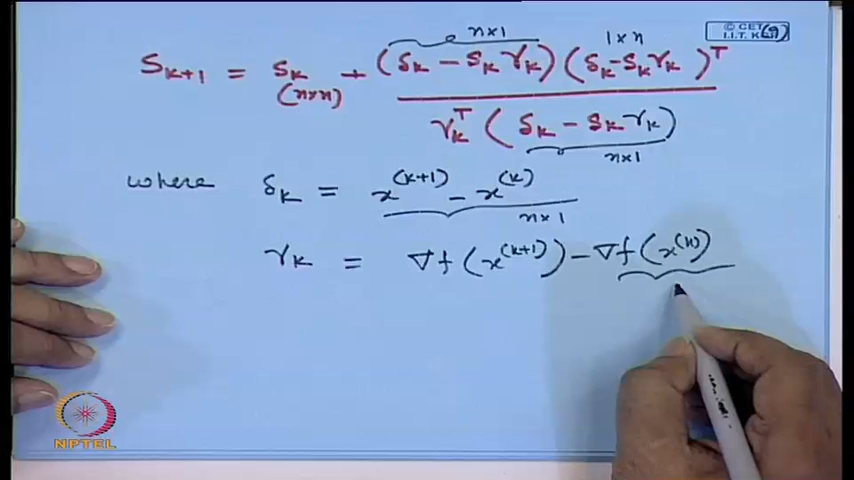 © CET
I.I.T. KGP
n×1
1×n
S_{k+1} = S_k + (δ_k - S_k γ_k) (δ_k - S_k γ_k)^T
(n×n)
γ_k^T (δ_k - S_k γ_k)
n×1
where δ_k = x^{(k+1)} - x^{(k)}
n×1
γ_k = ∇f(x^{(k+1)}) - ∇f(x^{(k)})
NPTEL